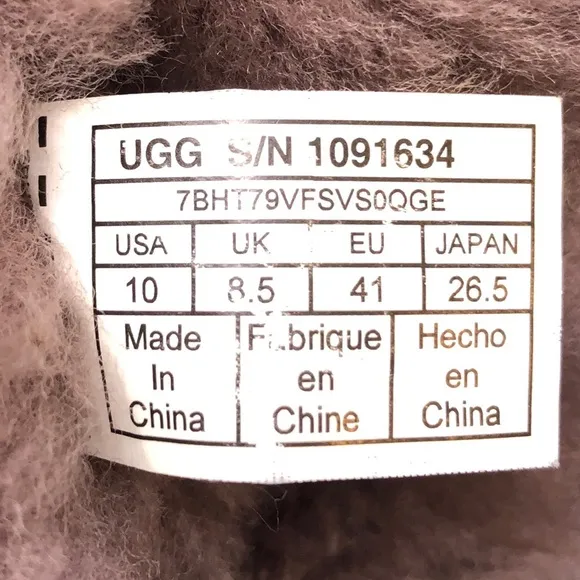 UGG S/N 1091634
7BHT79VFSVS0QGE
USA UK EU JAPAN
10 8.5 41 26.5
Made In China
Fabrique en Chine
Hecho en China